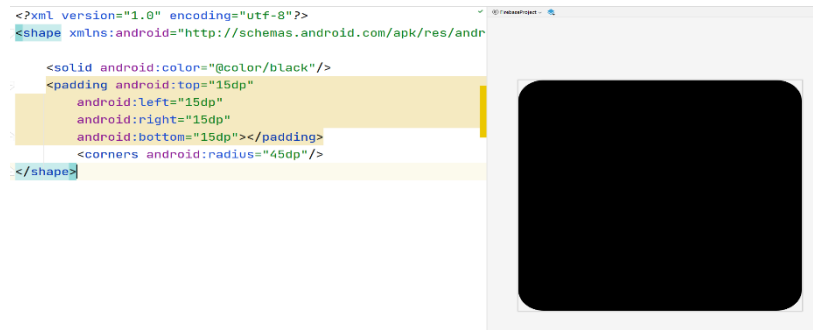 <?xml version="1.0" encoding="utf-8"?>
<shape xmlns:android="http://schemas.android.com/apk/res/andr
<solid android:color="@color/black"/>
<padding android:top="15dp"
android:left="15dp"
android:right="15dp"
android:bottom="15dp"></padding>
<corners android:radius="45dp"/>
</shape>
FirebaseProject